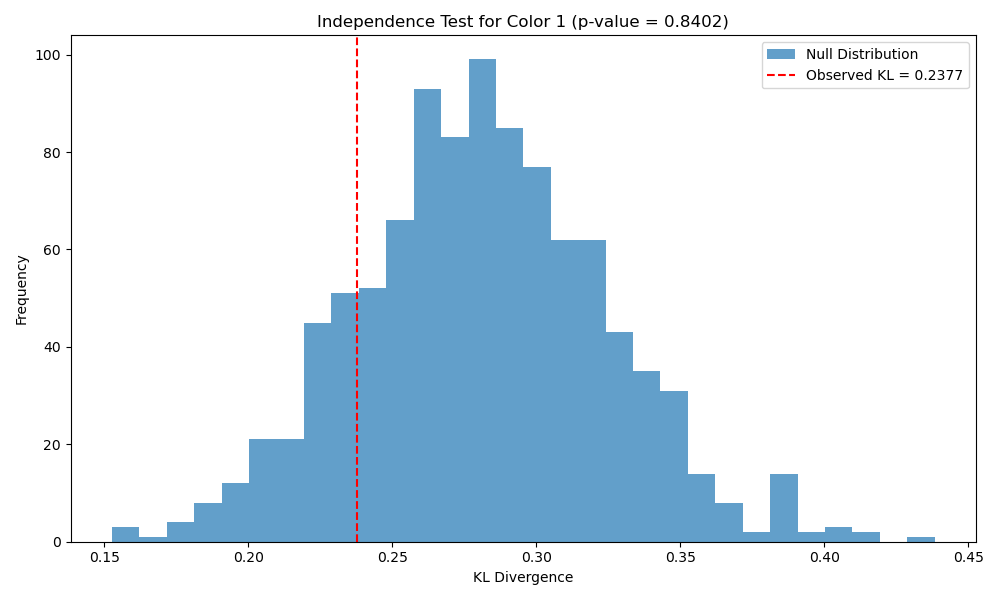 Independence Test for Color 1 (p-value = 0.8402)
Null Distribution
Observed KL = 0.2377
100
80
60
40
20
0
Frequency
0.15 0.20 0.25 0.30 0.35 0.40 0.45
KL Divergence